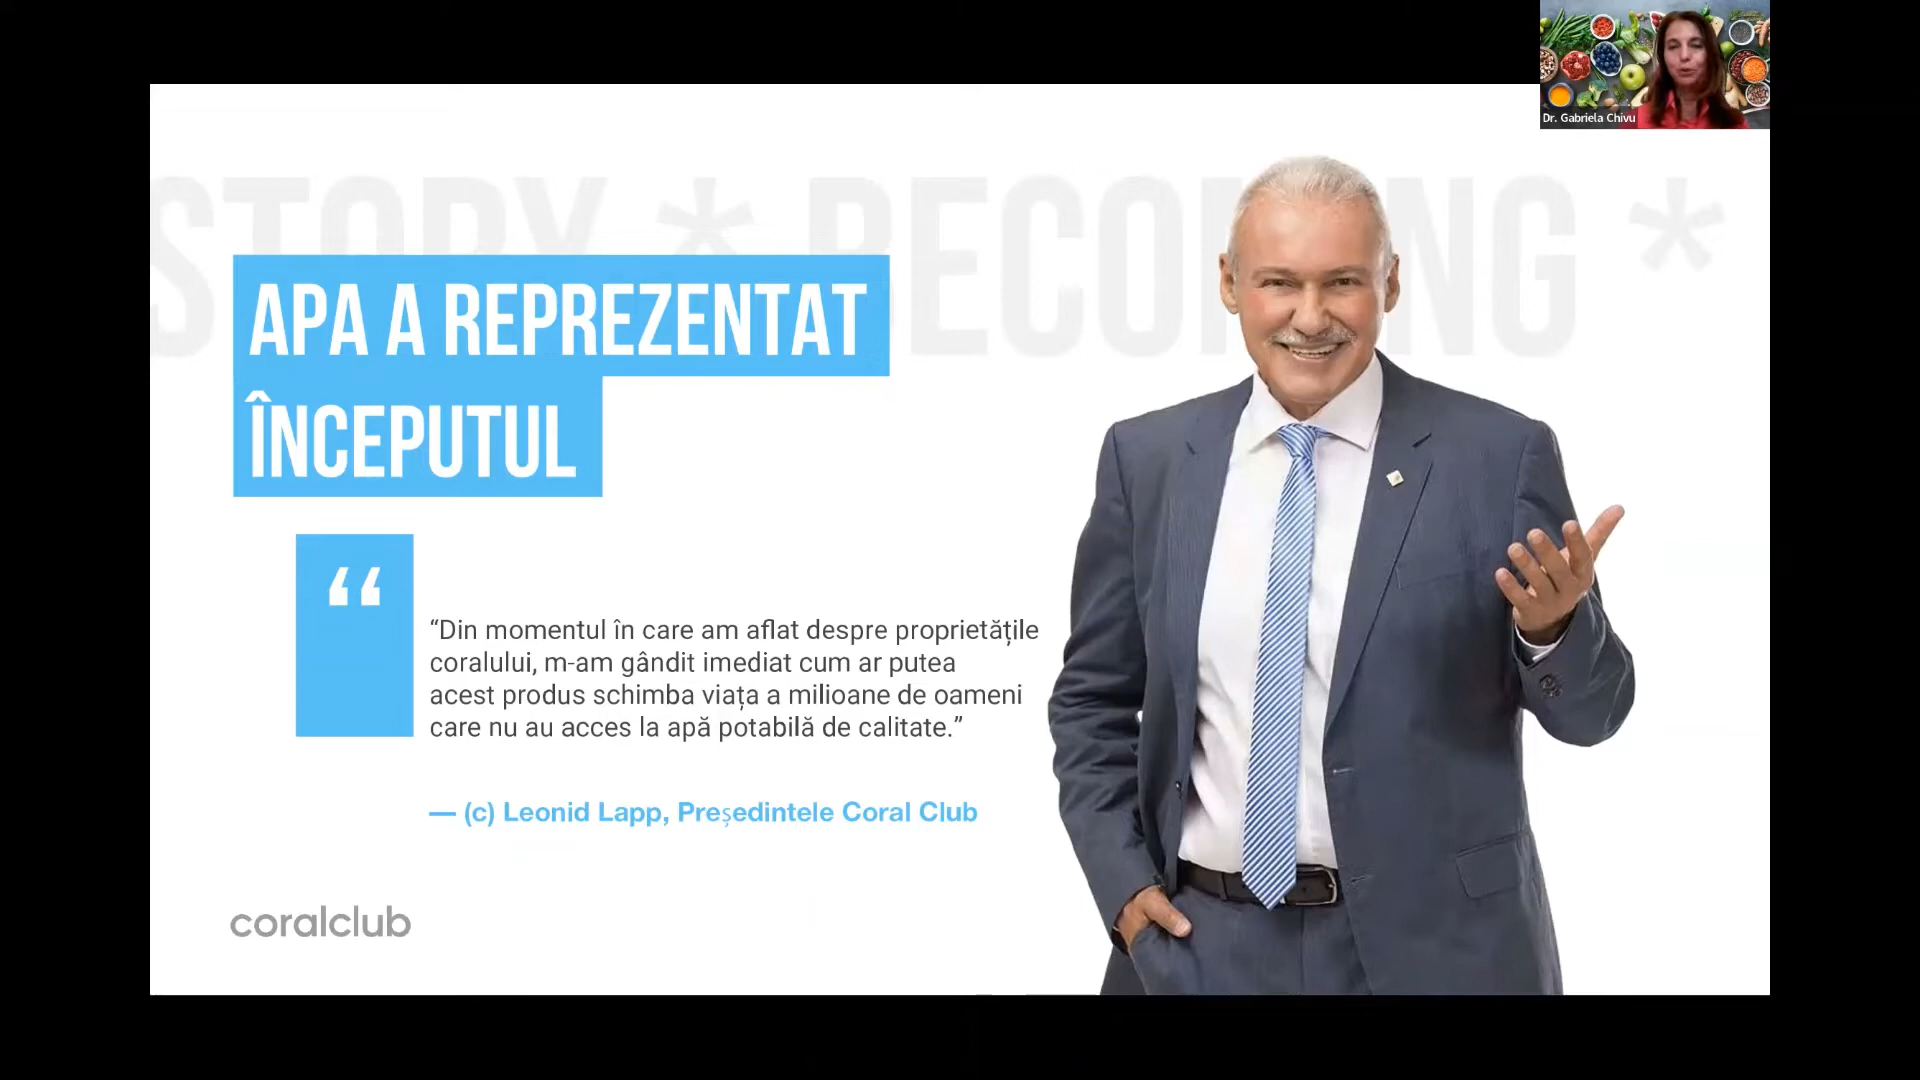 Dr. Gabriela Chivu
STORY * BECOMING *
APA A REPREZENTAT
ÎNCEPUTUL
“
“Din momentul în care am aflat despre proprietățile
coralului, m-am gândit imediat cum ar putea
acest produs schimba viața a milioane de oameni
care nu au acces la apă potabilă de calitate.”
— (c) Leonid Lapp, Președintele Coral Club
coralclub